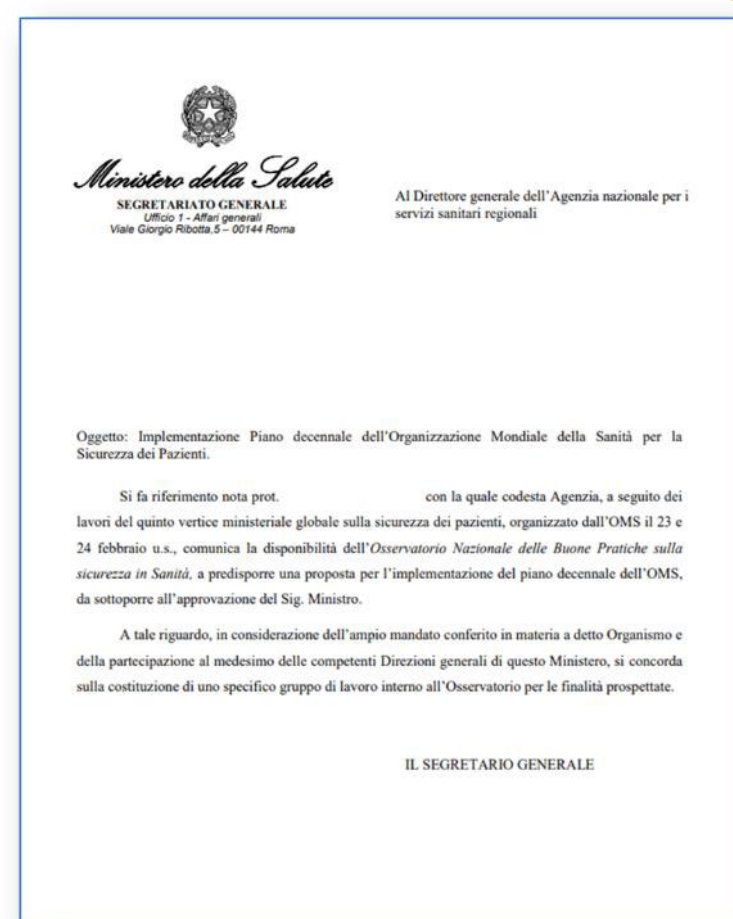 Ministero della Salute
SEGRETARIATO GENERALE
Ufficio 1 - Affari generali
Viale Giorgio Ribotta,5 – 00144 Roma
Al Direttore generale dell'Agenzia nazionale per i
servizi sanitari regionali
Oggetto: Implementazione Piano decennale dell'Organizzazione Mondiale della Sanità per la
Sicurezza dei Pazienti.
Si fa riferimento nota prot. con la quale codesta Agenzia, a seguito dei
lavori del quinto vertice ministeriale globale sulla sicurezza dei pazienti, organizzato dall'OMS il 23 e
24 febbraio u.s., comunica la disponibilità dell'Osservatorio Nazionale delle Buone Pratiche sulla
sicurezza in Sanità, a predisporre una proposta per l'implementazione del piano decennale dell'OMS,
da sottoporre all'approvazione del Sig. Ministro.
A tale riguardo, in considerazione dell'ampio mandato conferito in materia a detto Organismo e
della partecipazione al medesimo delle competenti Direzioni generali di questo Ministero, si concorda
sulla costituzione di uno specifico gruppo di lavoro interno all'Osservatorio per le finalità prospettate.
IL SEGRETARIO GENERALE